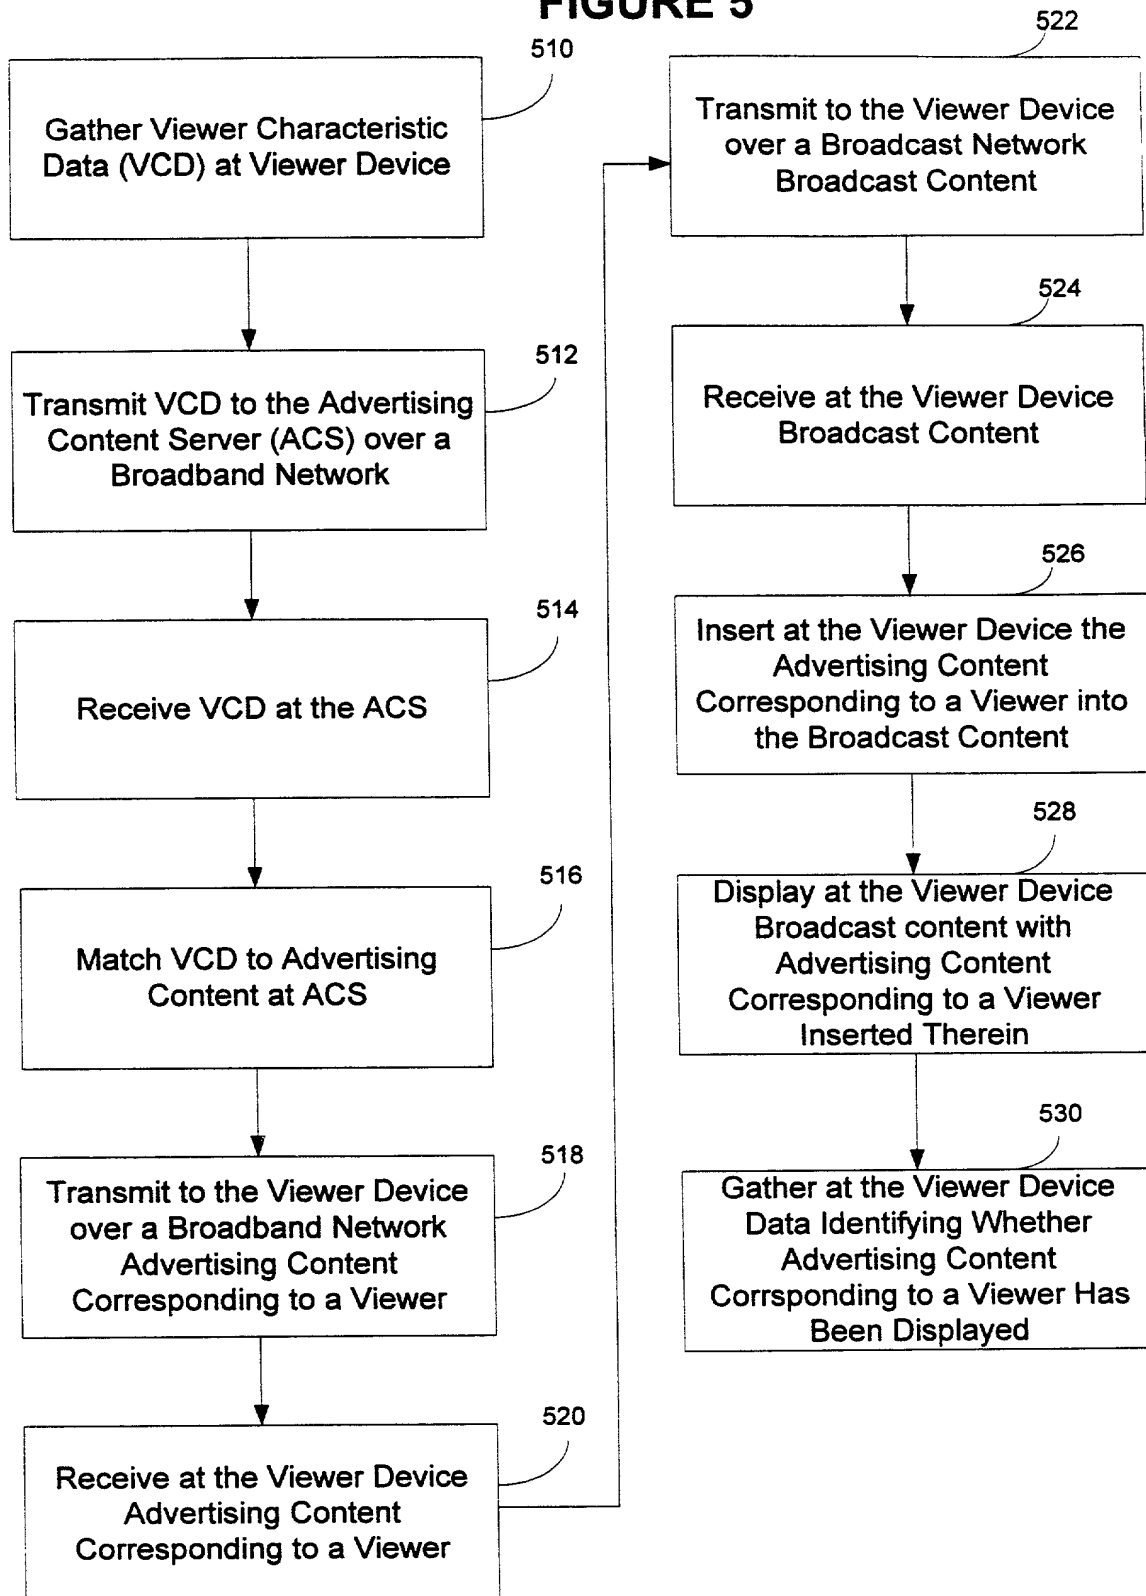 FIGURE 5
510
Gather Viewer Characteristic
Data (VCD) at Viewer Device
512
Transmit VCD to the Advertising
Content Server (ACS) over a
Broadband Network
514
Receive VCD at the ACS
516
Match VCD to Advertising
Content at ACS
518
Transmit to the Viewer Device
over a Broadband Network
Advertising Content
Corresponding to a Viewer
520
Receive at the Viewer Device
Advertising Content
Corresponding to a Viewer
522
Transmit to the Viewer Device
over a Broadcast Network
Broadcast Content
524
Receive at the Viewer Device
Broadcast Content
526
Insert at the Viewer Device the
Advertising Content
Corresponding to a Viewer into
the Broadcast Content
528
Display at the Viewer Device
Broadcast content with
Advertising Content
Corresponding to a Viewer
Inserted Therein
530
Gather at the Viewer Device
Data Identifying Whether
Advertising Content
Corrsponding to a Viewer Has
Been Displayed